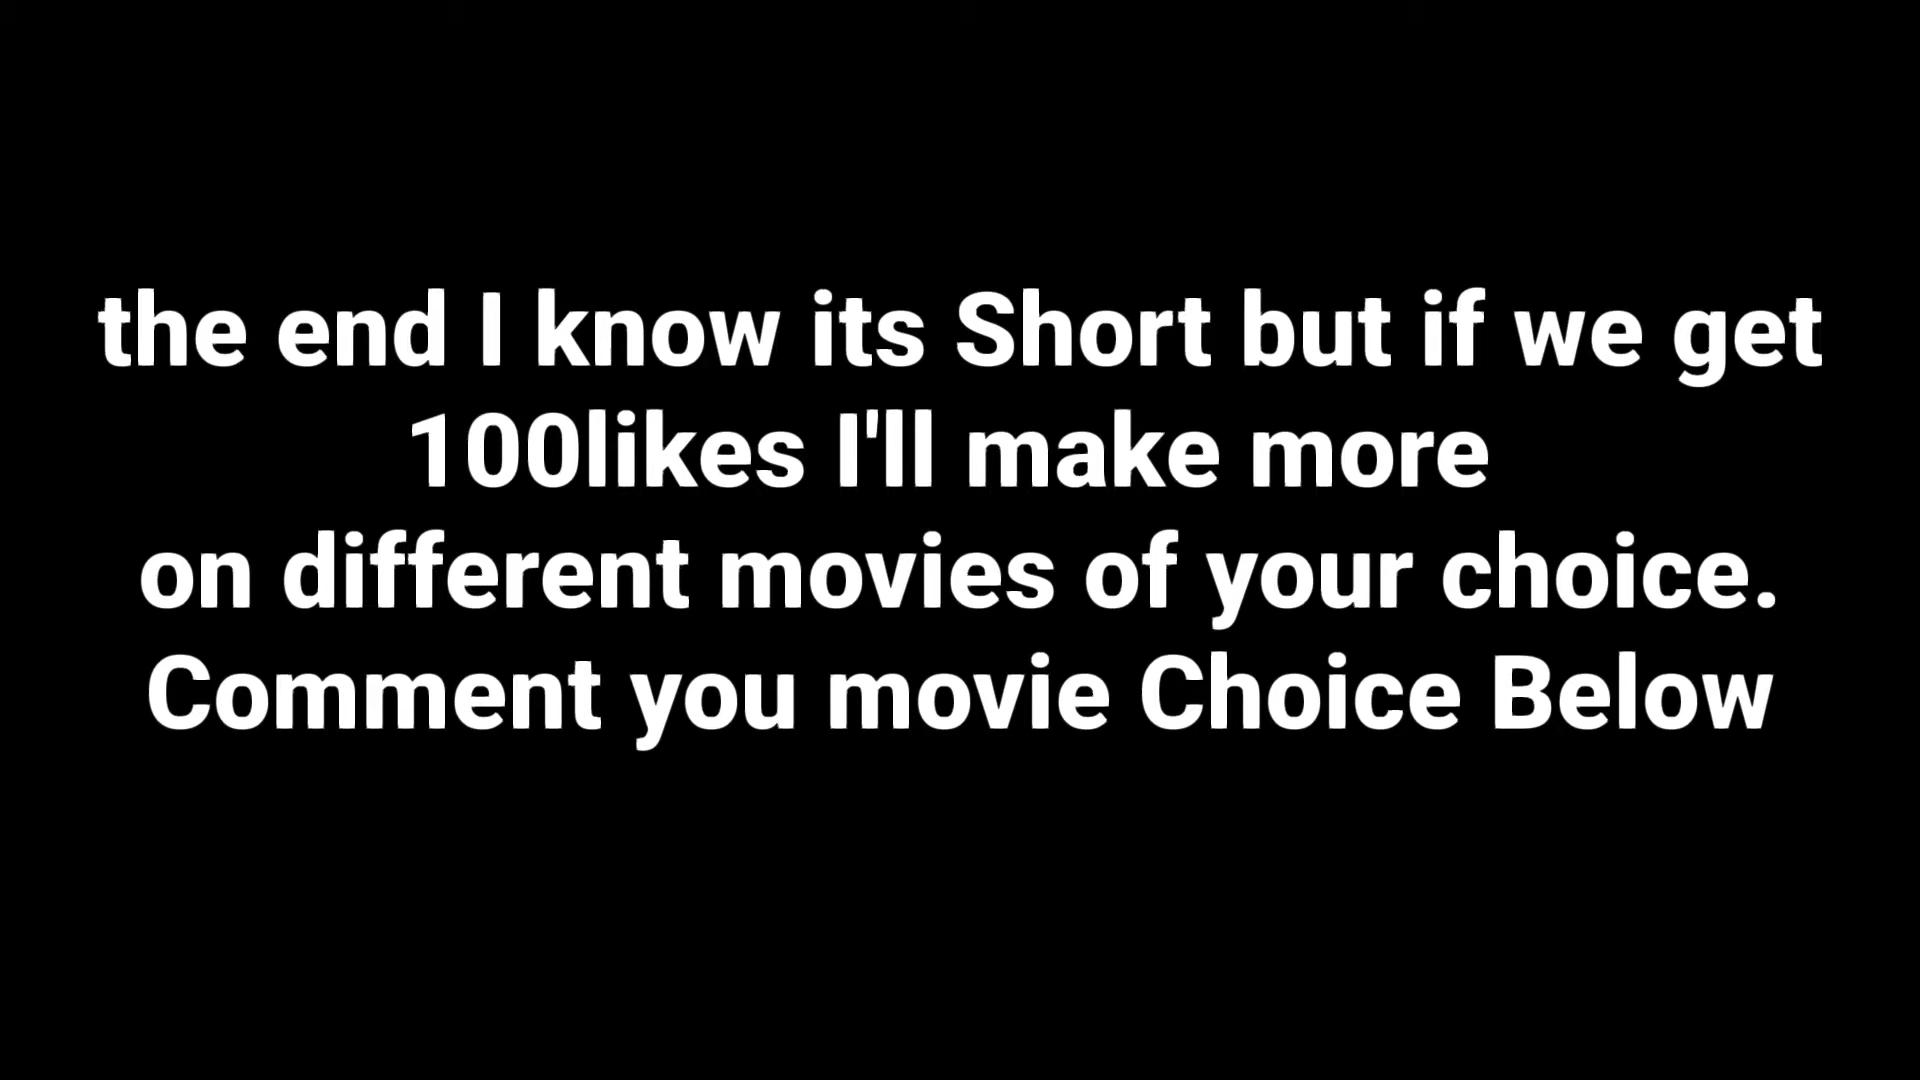 the end I know its Short but if we get
100likes I'll make more
on different movies of your choice.
Comment you movie Choice Below